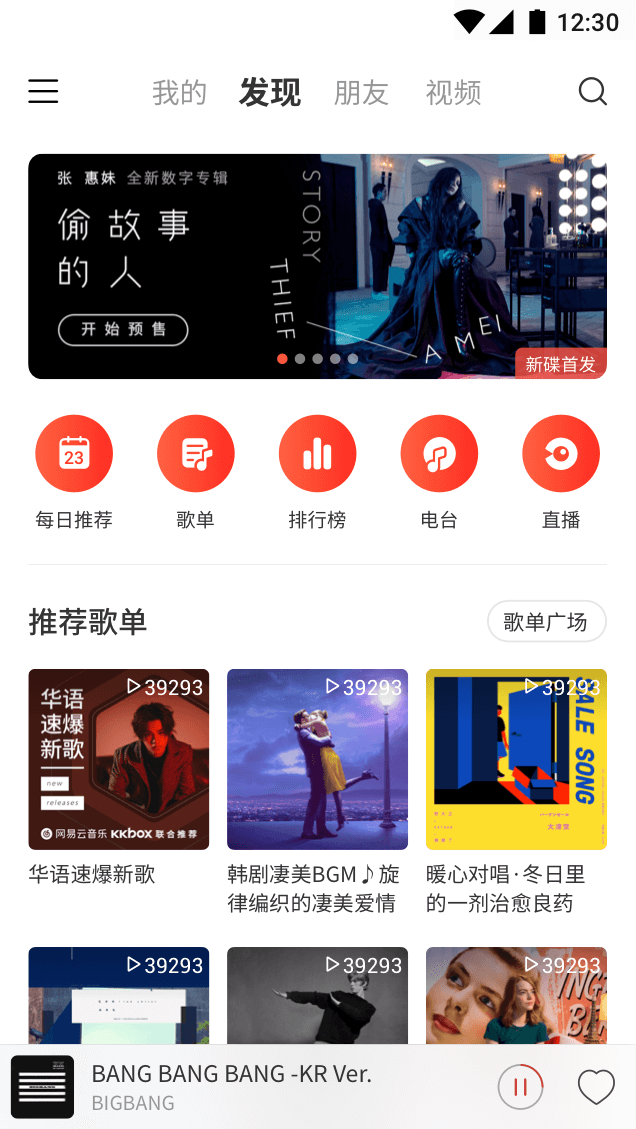 12:30
我的 发现 朋友 视频
张 惠妹 全新数字专辑
偷故事
的人
开始预售
STORY
THIEF
A MEI
新碟首发
23
每日推荐 歌单 排行榜 电台 直播
推荐歌单 歌单广场
39293 39293 39293
华语
速爆
新歌
new
releases
网易云音乐 KKBOX 联合推荐
SALE SONG
华语速爆新歌
韩剧凄美BGM♪旋
律编织的凄美爱情
暖心对唱·冬日里
的一剂治愈良药
39293 39293 39293
BANG BANG BANG -KR Ver.
BIGBANG